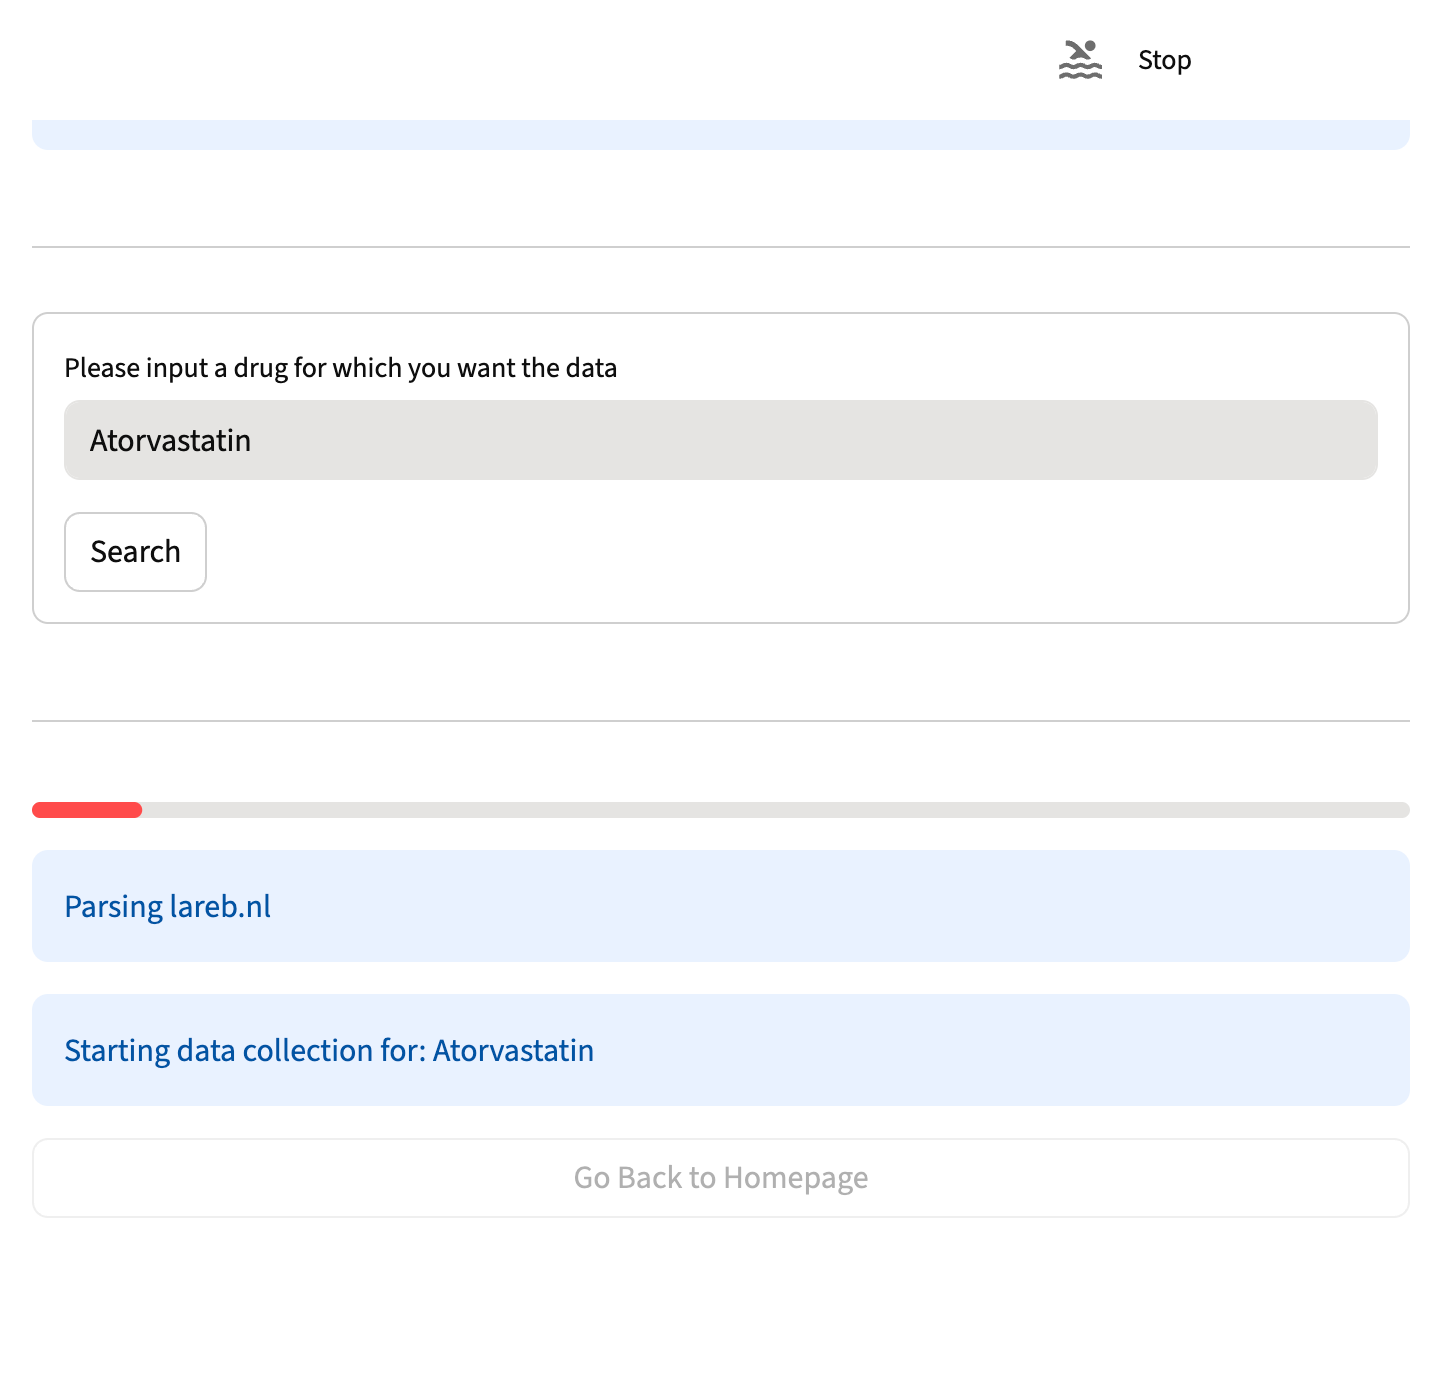 Stop
Please input a drug for which you want the data
Atorvastatin
Search
Parsing lareb.nl
Starting data collection for: Atorvastatin
Go Back to Homepage